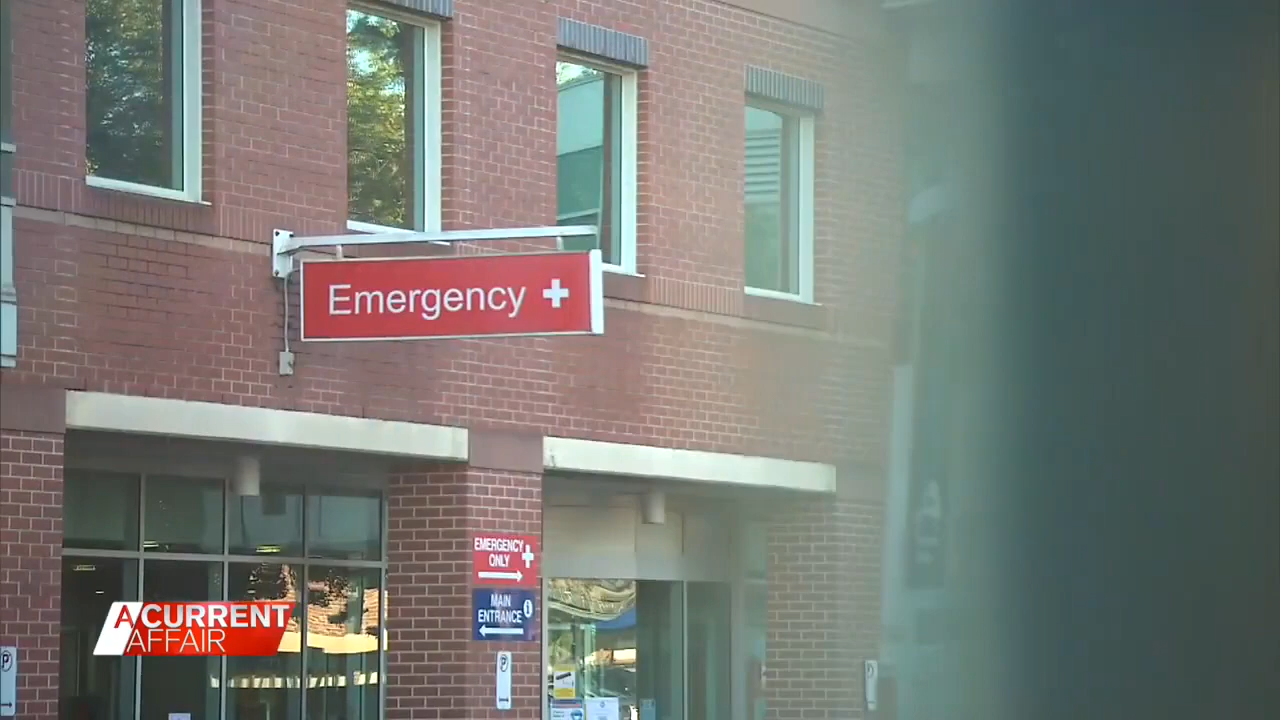 Emergency
EMERGENCY
ONLY
MAIN
ENTRANCE
i
P
P
A CURRENT
AFFAIR